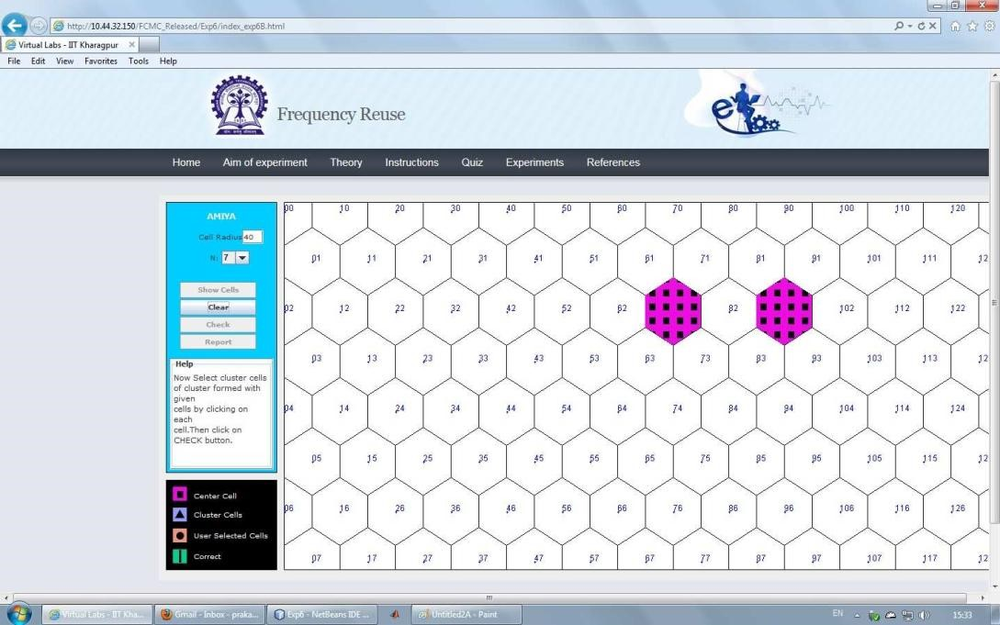 http://10.44.32.150/FCMC_Released/Exp6/index_exp6B.html
Virtual Labs - IIT Kharagpur
File Edit View Favorites Tools Help
Frequency Reuse
Home Aim of experiment Theory Instructions Quiz Experiments References
AMIYA
Cell Radius 40
N: 7
Show Cells
Clear
Check
Report
Help
Now Select cluster cells
of cluster formed with
given
cells by clicking on
each
cell.Then click on
CHECK button.
Center Cell
Cluster Cells
User Selected Cells
Correct
00 10 20 30 40 50 60 70 80 90 100 110 120
01 11 21 31 41 51 61 71 81 91 101 111 12
02 12 22 32 42 52 62 82 102 112 122
03 13 23 33 43 53 63 73 83 93 103 113 12
04 14 24 34 44 54 64 74 84 94 104 114 124
05 15 25 35 45 55 65 75 85 95 105 115 12
06 16 26 36 46 56 66 76 86 96 106 116 126
07 17 27 37 47 57 67 77 87 97 107 117 12
Virtual Labs - IIT Kha... Gmail - Inbox - praka... Exp6 - NetBeans IDE ... Untitled2A - Paint EN 15:33